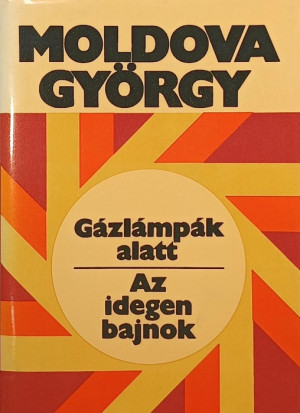 MOLDOVA
GYÖRGY
Gázlámpák
alatt
Az
idegen
bajnok